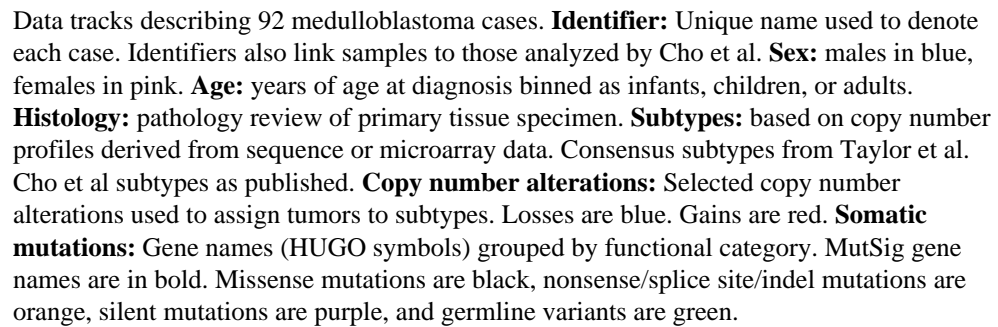 Data tracks describing 92 medulloblastoma cases. Identifier: Unique name used to denote
each case. Identifiers also link samples to those analyzed by Cho et al. Sex: males in blue,
females in pink. Age: years of age at diagnosis binned as infants, children, or adults.
Histology: pathology review of primary tissue specimen. Subtypes: based on copy number
profiles derived from sequence or microarray data. Consensus subtypes from Taylor et al.
Cho et al subtypes as published. Copy number alterations: Selected copy number
alterations used to assign tumors to subtypes. Losses are blue. Gains are red. Somatic
mutations: Gene names (HUGO symbols) grouped by functional category. MutSig gene
names are in bold. Missense mutations are black, nonsense/splice site/indel mutations are
orange, silent mutations are purple, and germline variants are green.